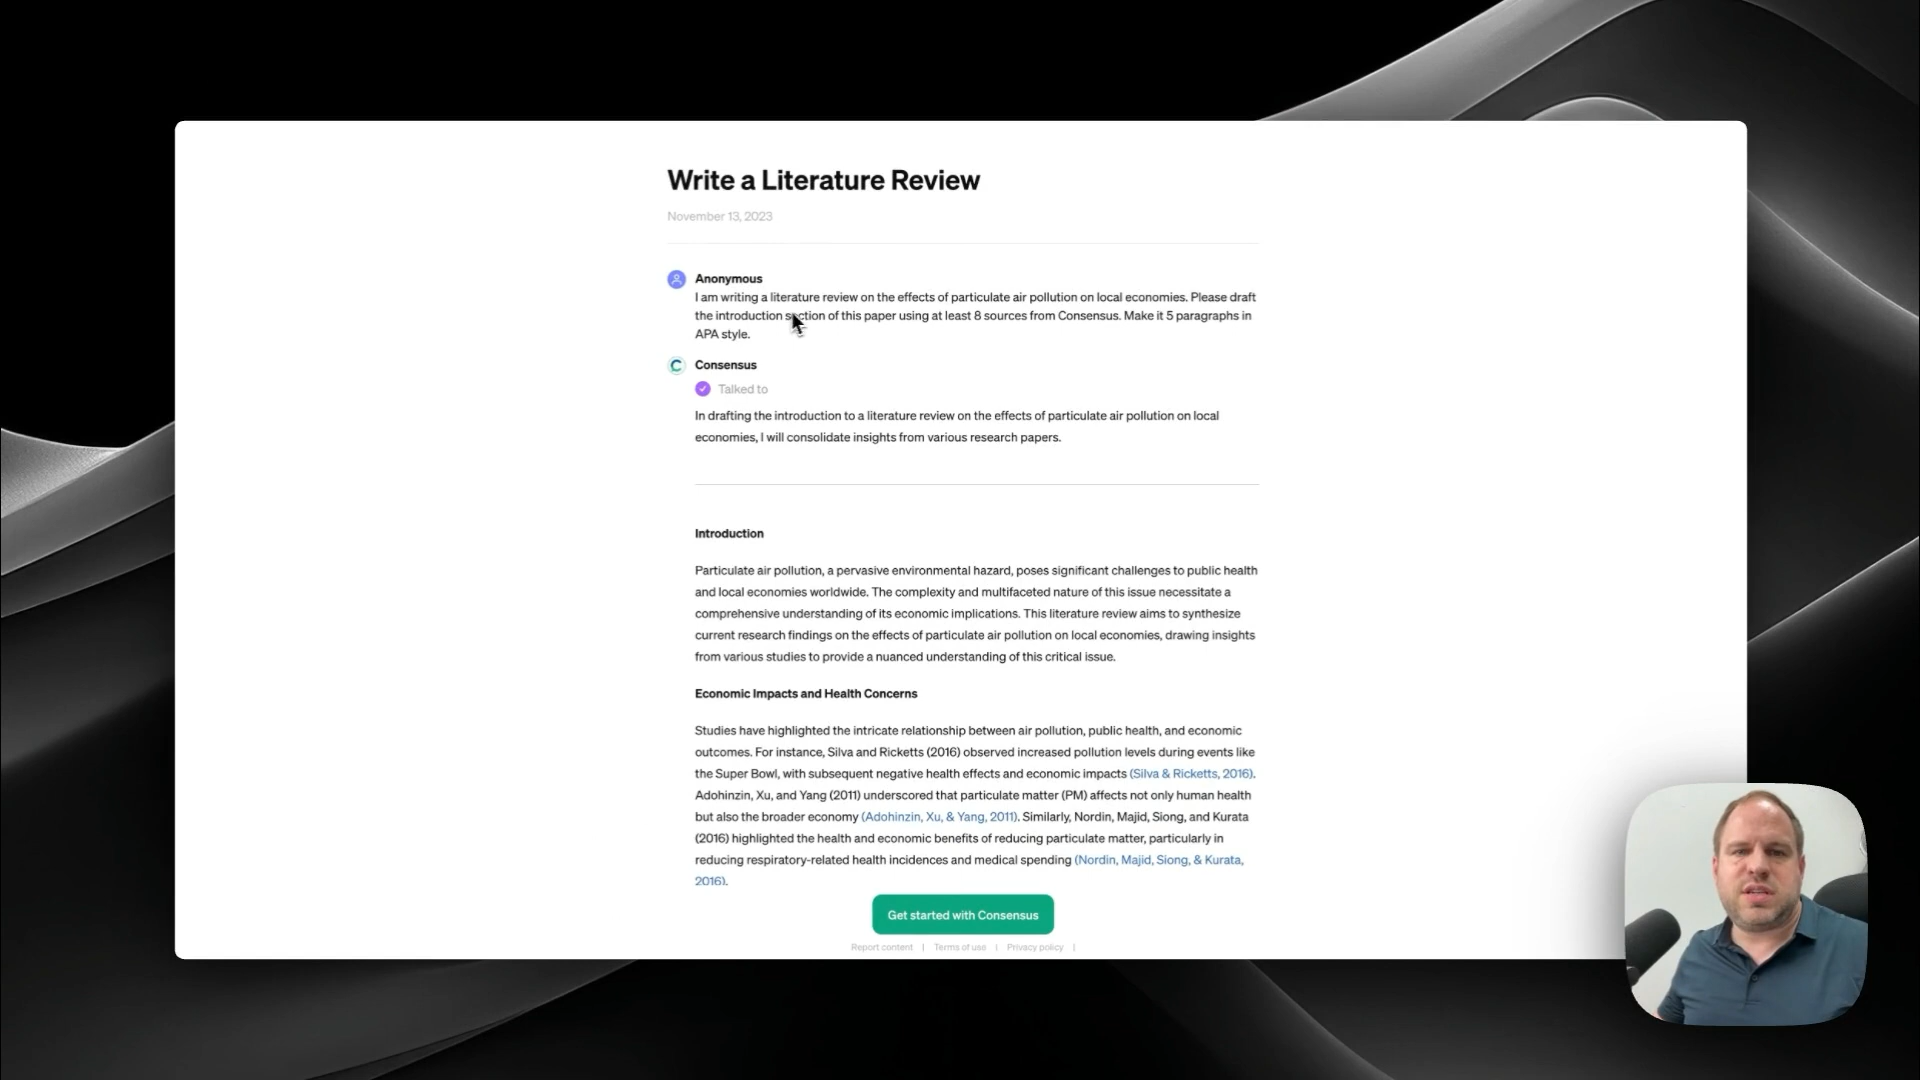 Write a Literature Review
November 13, 2023
Anonymous
I am writing a literature review on the effects of particulate air pollution on local economies. Please draft
the introduction section of this paper using at least 8 sources from Consensus. Make it 5 paragraphs in
APA style.
Consensus
Talked to
In drafting the introduction to a literature review on the effects of particulate air pollution on local
economies, I will consolidate insights from various research papers.
Introduction
Particulate air pollution, a pervasive environmental hazard, poses significant challenges to public health
and local economies worldwide. The complexity and multifaceted nature of this issue necessitate a
comprehensive understanding of its economic implications. This literature review aims to synthesize
current research findings on the effects of particulate air pollution on local economies, drawing insights
from various studies to provide a nuanced understanding of this critical issue.
Economic Impacts and Health Concerns
Studies have highlighted the intricate relationship between air pollution, public health, and economic
outcomes. For instance, Silva and Ricketts (2016) observed increased pollution levels during events like
the Super Bowl, with subsequent negative health effects and economic impacts (Silva & Ricketts, 2016).
Adohinzin, Xu, and Yang (2011) underscored that particulate matter (PM) affects not only human health
but also the broader economy (Adohinzin, Xu, & Yang, 2011). Similarly, Nordin, Majid, Siong, and Kurata
(2016) highlighted the health and economic benefits of reducing particulate matter, particularly in
reducing respiratory-related health incidences and medical spending (Nordin, Majid, Siong, & Kurata,
2016).
Get started with Consensus
Report content | Terms of use | Privacy policy |